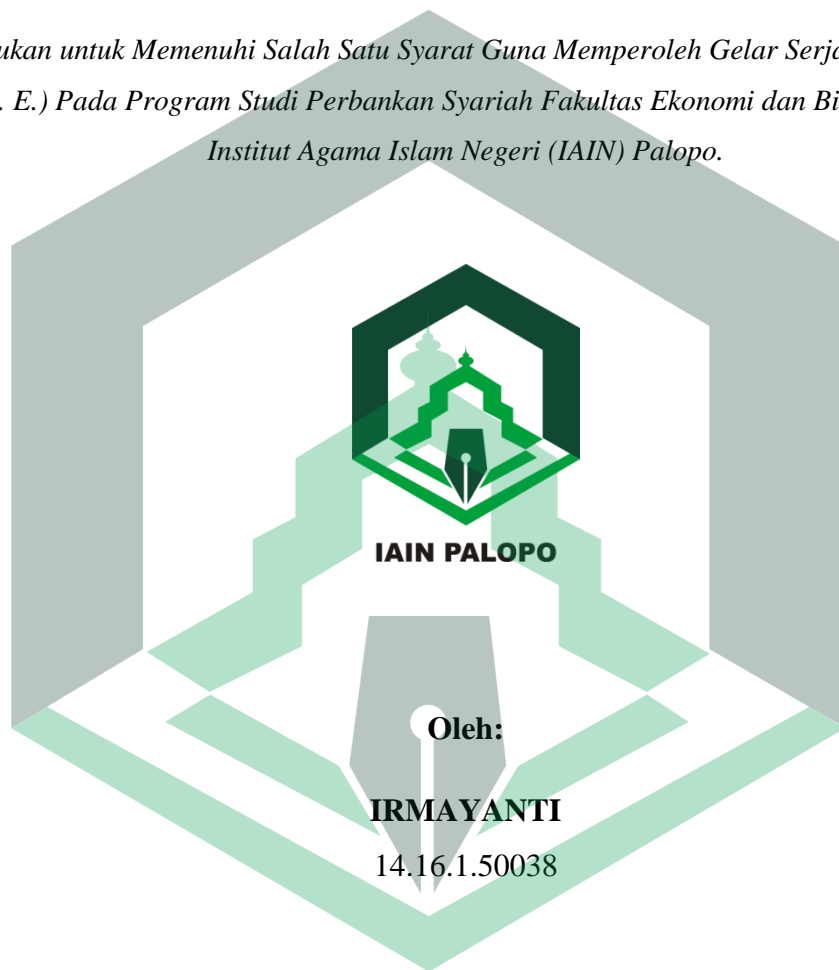 ukan untuk Memenuhi Salah Satu Syarat Guna Memperoleh Gelar Serja
. E.) Pada Program Studi Perbankan Syariah Fakultas Ekonomi dan Bi
Institut Agama Islam Negeri (IAIN) Palopo.
IAIN PALOPO
Oleh:
IRMAYANTI
14.16.1.50038